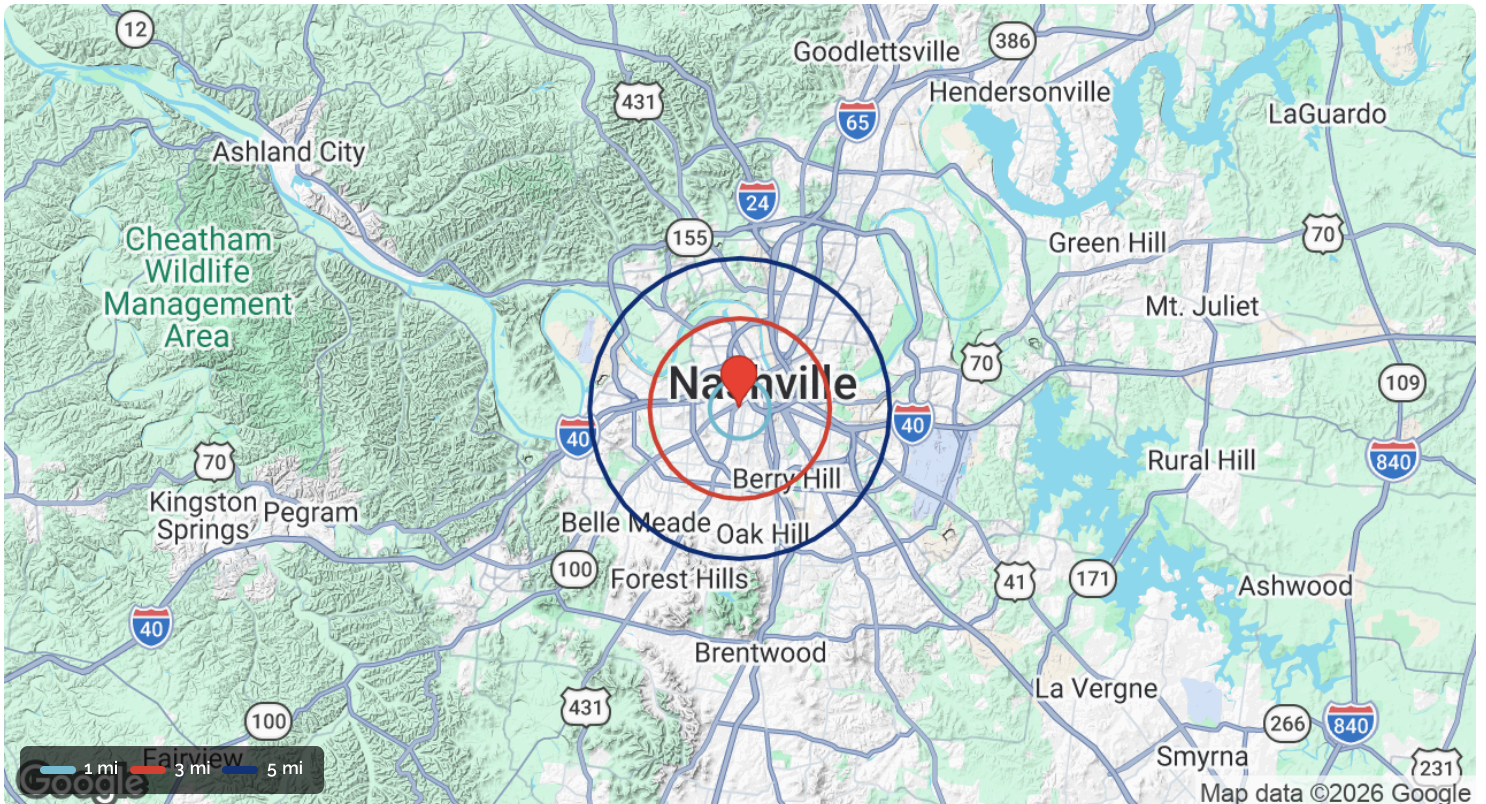 12
Goodlettsville
386
431
Hendersonville
65
LaGuardo
Ashland City
24
155
70
Cheatham
Wildlife
Management
Area
Green Hill
Mt. Juliet
70
Nashville
109
40
40
70
Berry Hill
Rural Hill
840
Kingston
Springs
Pegram
Belle Meade
Oak Hill
100
Forest Hills
41
171
Ashwood
40
Brentwood
La Vergne
431
100
266
840
Fairview
Smyrna
231
1 mi
3 mi
5 mi
Google
Map data ©2026 Google